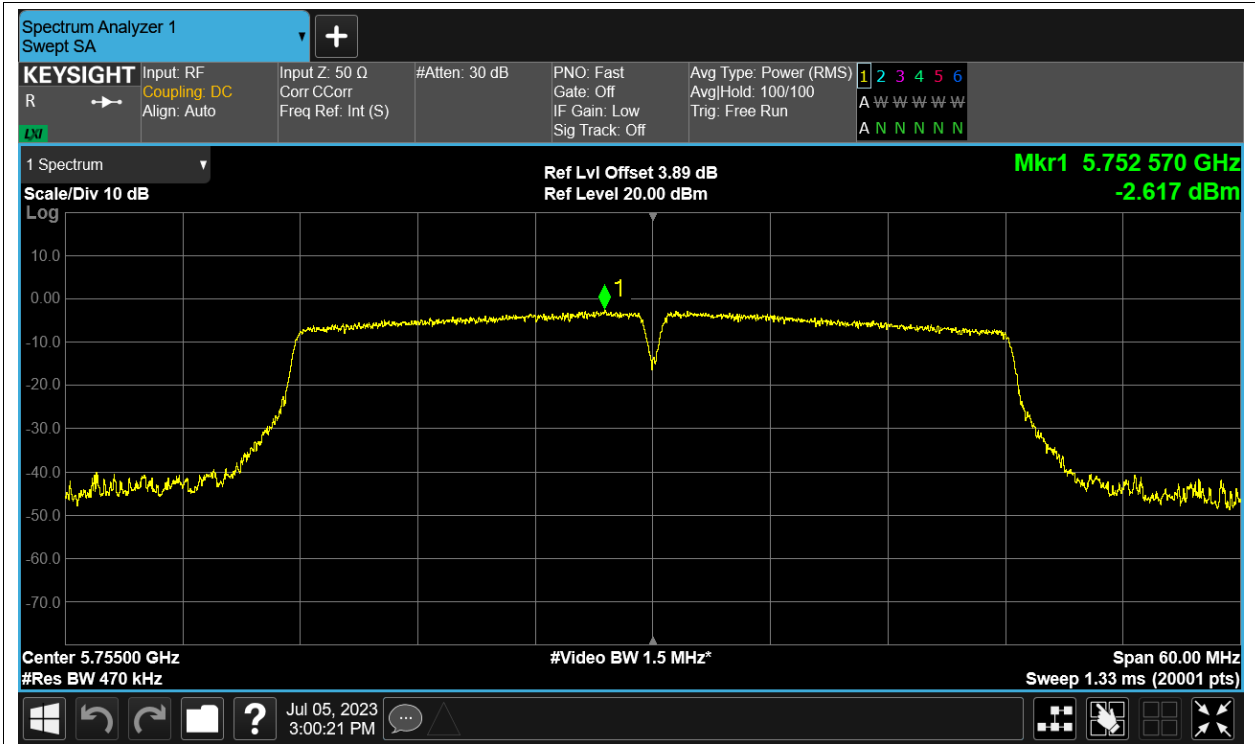 Spectrum Analyzer 1
Swept SA
KEYSIGHT
R
LXI
Input: RF
Coupling: DC
Align: Auto
Input Z: 50 Ω
Corr CCorr
Freq Ref: Int (S)
#Atten: 30 dB
PNO: Fast
Gate: Off
IF Gain: Low
Sig Track: Off
Avg Type: Power (RMS)
Avg|Hold: 100/100
Trig: Free Run
1 2 3 4 5 6
A W W W W W
A N N N N N
1 Spectrum
Scale/Div 10 dB
Log
Ref Lvl Offset 3.89 dB
Ref Level 20.00 dBm
Mkr1 5.752 570 GHz
-2.617 dBm
10.0
0.00
-10.0
-20.0
-30.0
-40.0
-50.0
-60.0
-70.0
1
Center 5.75500 GHz
#Res BW 470 kHz
#Video BW 1.5 MHz*
Span 60.00 MHz
Sweep 1.33 ms (20001 pts)
?
Jul 05, 2023
3:00:21 PM